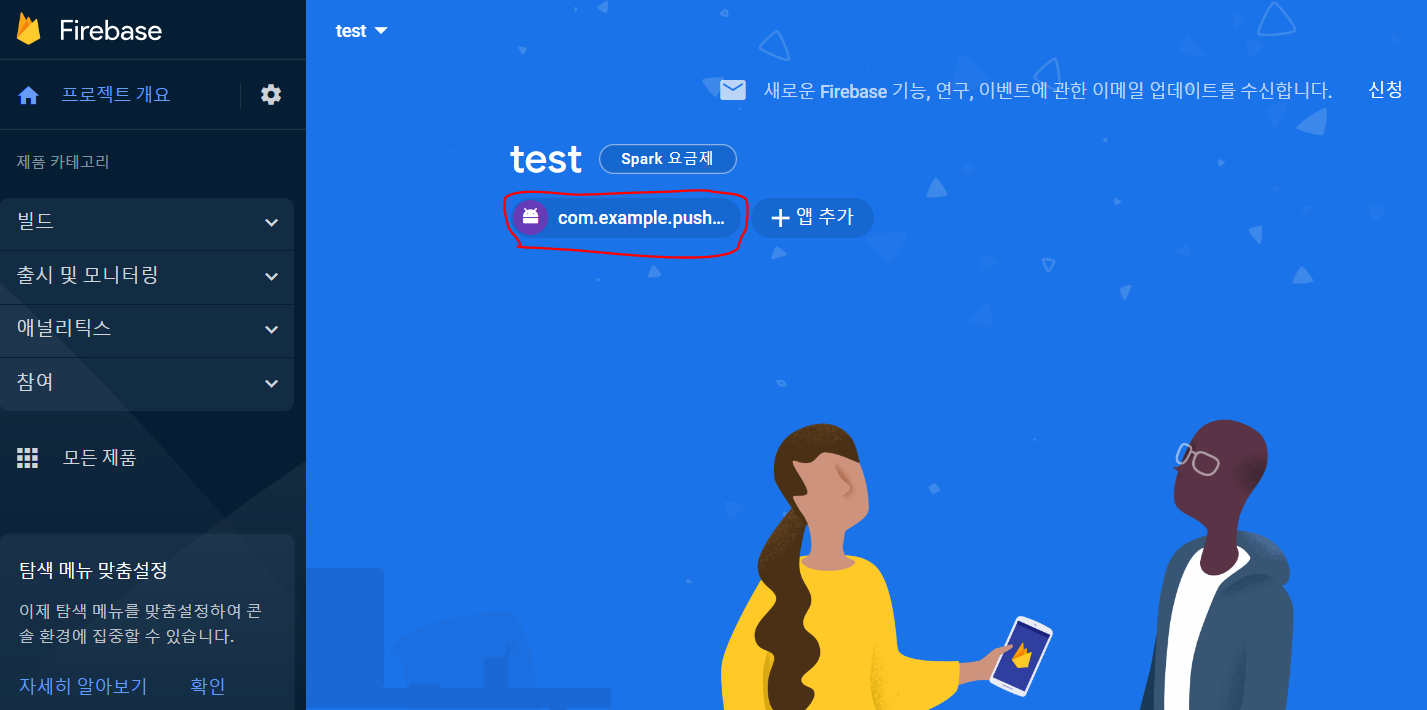 Firebase
프로젝트 개요
제품 카테고리
빌드
출시 및 모니터링
애널리틱스
참여
모든 제품
탐색 메뉴 맞춤설정
이제 탐색 메뉴를 맞춤설정하여 콘
솔 환경에 집중할 수 있습니다.
자세히 알아보기 확인
test
새로운 Firebase 기능, 연구, 이벤트에 관한 이메일 업데이트를 수신합니다. 신청
test Spark 요금제
com.example.push... + 앱 추가